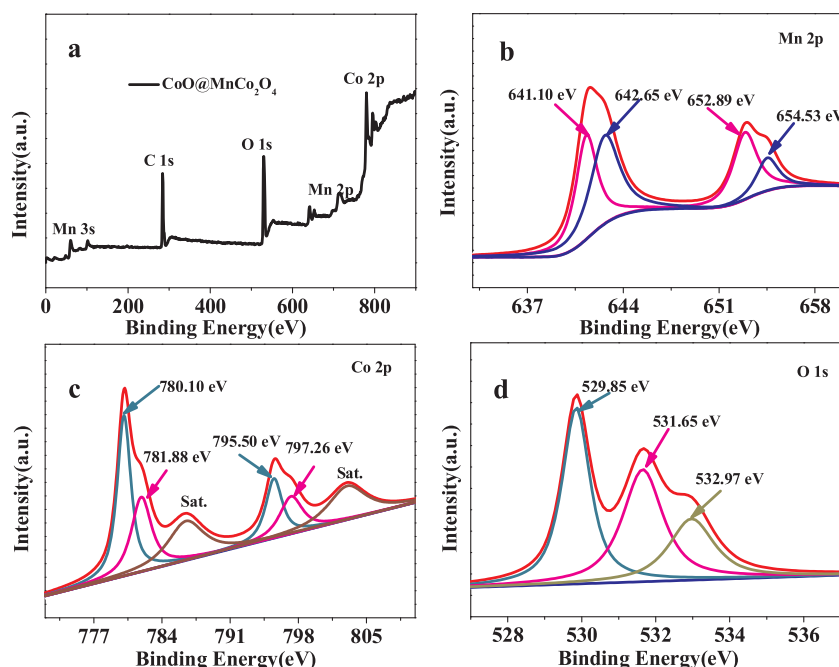 a
CoO@MnCo₂O₄
Co 2p
C 1s
O 1s
Mn 2p
Mn 3s
Intensity(a.u.)
0 200 400 600 800
Binding Energy(eV)
b
Mn 2p
641.10 eV
642.65 eV
652.89 eV
654.53 eV
Intensity(a.u.)
637 644 651 658
Binding Energy(eV)
c
Co 2p
780.10 eV
781.88 eV
795.50 eV
797.26 eV
Sat.
Sat.
Intensity(a.u.)
777 784 791 798 805
Binding Energy(eV)
d
O 1s
529.85 eV
531.65 eV
532.97 eV
Intensity(a.u.)
528 530 532 534 536
Binding Energy(eV)